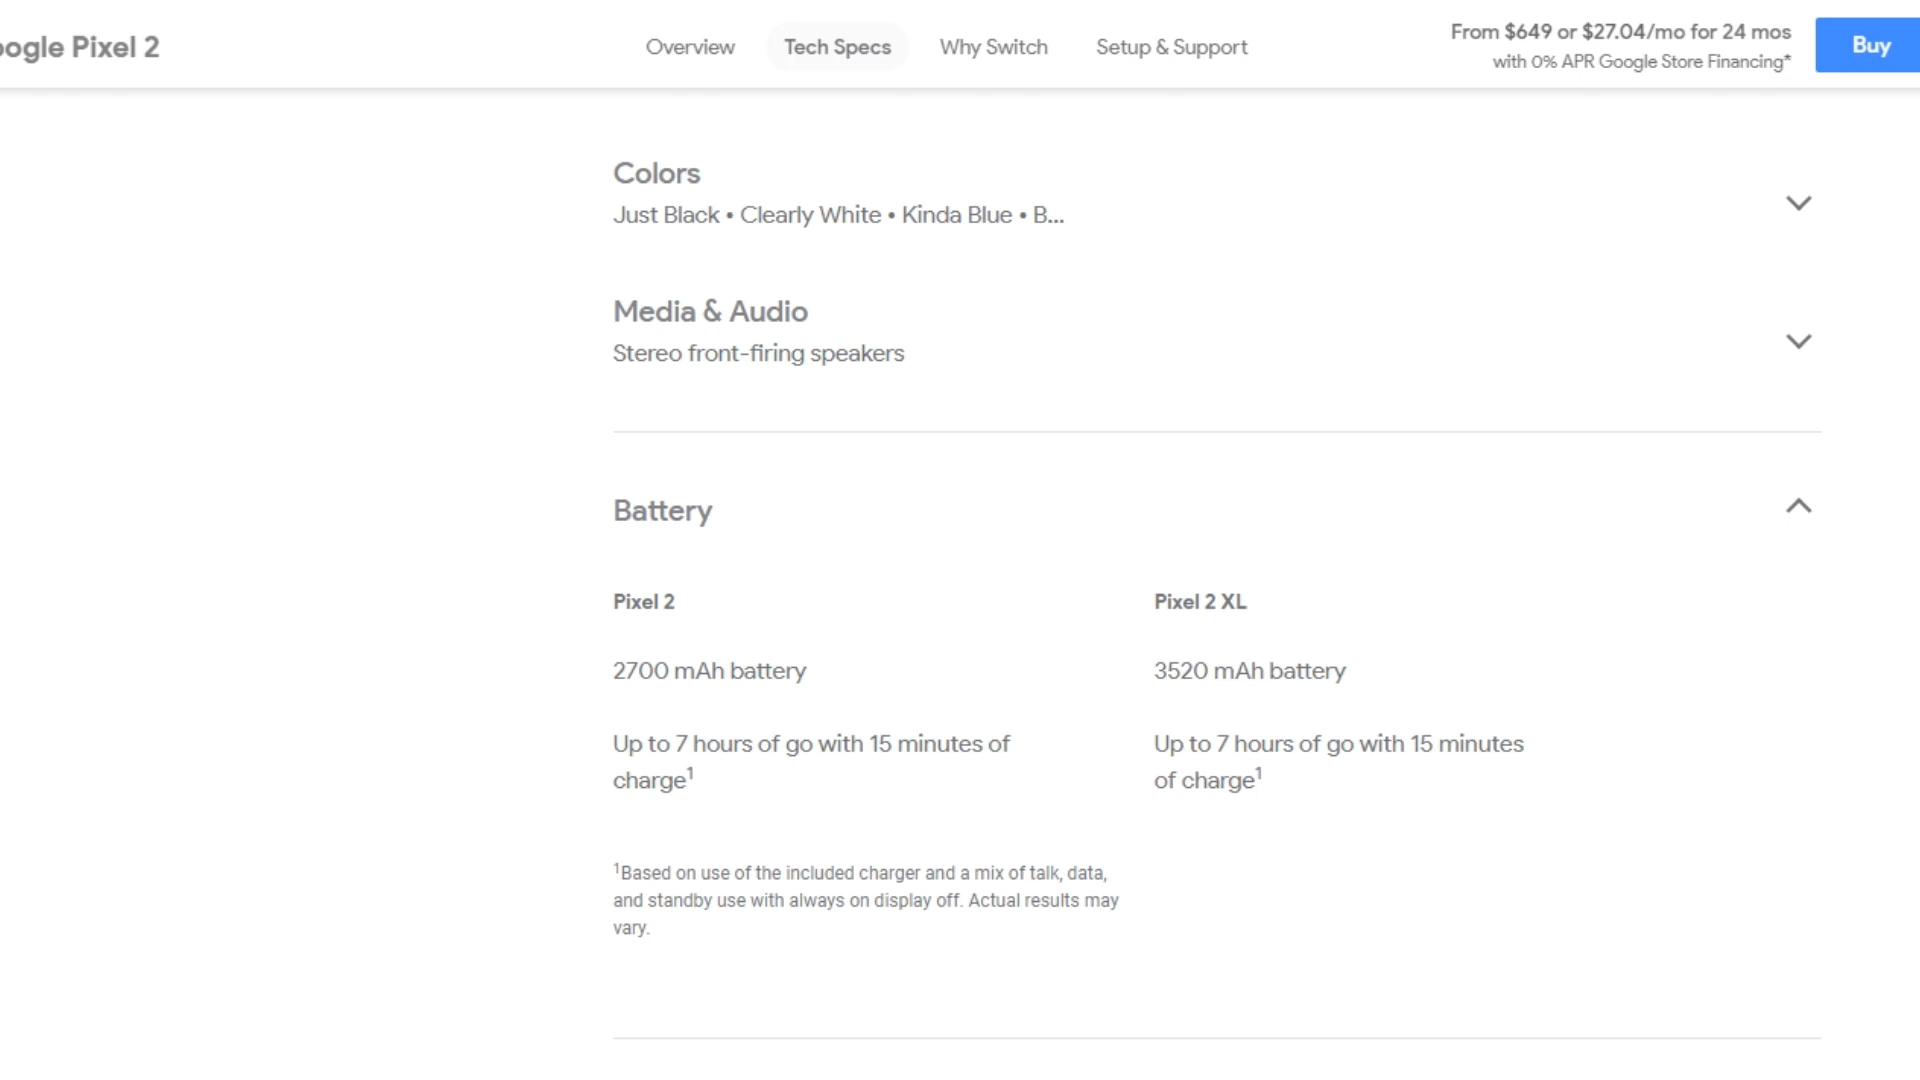 oogle Pixel 2
Overview
Tech Specs
Why Switch
Setup & Support
From $649 or $27.04/mo for 24 mos
with 0% APR Google Store Financing*
Buy
Colors
Just Black • Clearly White • Kinda Blue • B...
Media & Audio
Stereo front-firing speakers
Battery
Pixel 2
2700 mAh battery
Up to 7 hours of go with 15 minutes of
charge1
Pixel 2 XL
3520 mAh battery
Up to 7 hours of go with 15 minutes
of charge1
1Based on use of the included charger and a mix of talk, data,
and standby use with always on display off. Actual results may
vary.